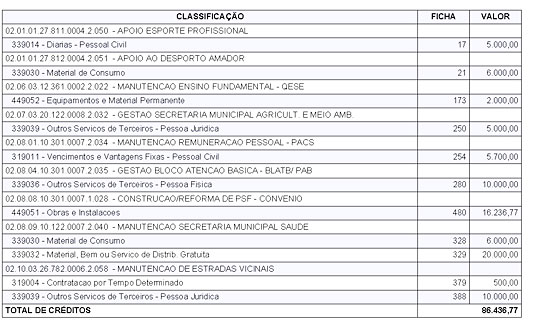 CLASSIFICAÇÃO FICHA VALOR
02.01.01.27.811.0004.2.050 - APOIO ESPORTE PROFISSIONAL
339014 - Diarias - Pessoal Civil 17 5.000,00
02.01.01.27.812.0004.2.051 - APOIO AO DESPORTO AMADOR
339030 - Material de Consumo 21 6.000,00
02.06.03.12.361.0002.2.022 - MANUTENCAO ENSINO FUNDAMENTAL - QESE
449052 - Equipamentos e Material Permanente 173 2.000,00
02.07.03.20.122.0008.2.032 - GESTAO SECRETARIA MUNICIPAL AGRICULT. E MEIO AMB.
339039 - Outros Servicos de Terceiros - Pessoa Juridica 250 5.000,00
02.08.01.10.301.0007.2.034 - MANUTENCAO REMUNERACAO PESSOAL - PACS
319011 - Vencimentos e Vantagens Fixas - Pessoal Civil 254 5.700,00
02.08.04.10.301.0007.2.035 - GESTAO BLOCO ATENCAO BASICA - BLATB/ PAB
339036 - Outros Servicos de Terceiros - Pessoa Fisica 280 10.000,00
02.08.08.10.301.0007.1.028 - CONSTRUCAO/REFORMA DE PSF - CONVENIO
449051 - Obras e Instalacoes 480 16.236,77
02.08.09.10.122.0007.2.040 - MANUTENCAO SECRETARIA MUNICIPAL SAUDE
339030 - Material de Consumo 328 6.000,00
339032 - Material, Bem ou Servico de Distrib. Gratuita 329 20.000,00
02.10.03.26.782.0006.2.058 - MANUTENCAO DE ESTRADAS VICINAIS
319004 - Contratacao por Tempo Determinado 379 500,00
339039 - Outros Servicos de Terceiros - Pessoa Juridica 388 10.000,00
TOTAL DE CRÉDITOS 86.436,77